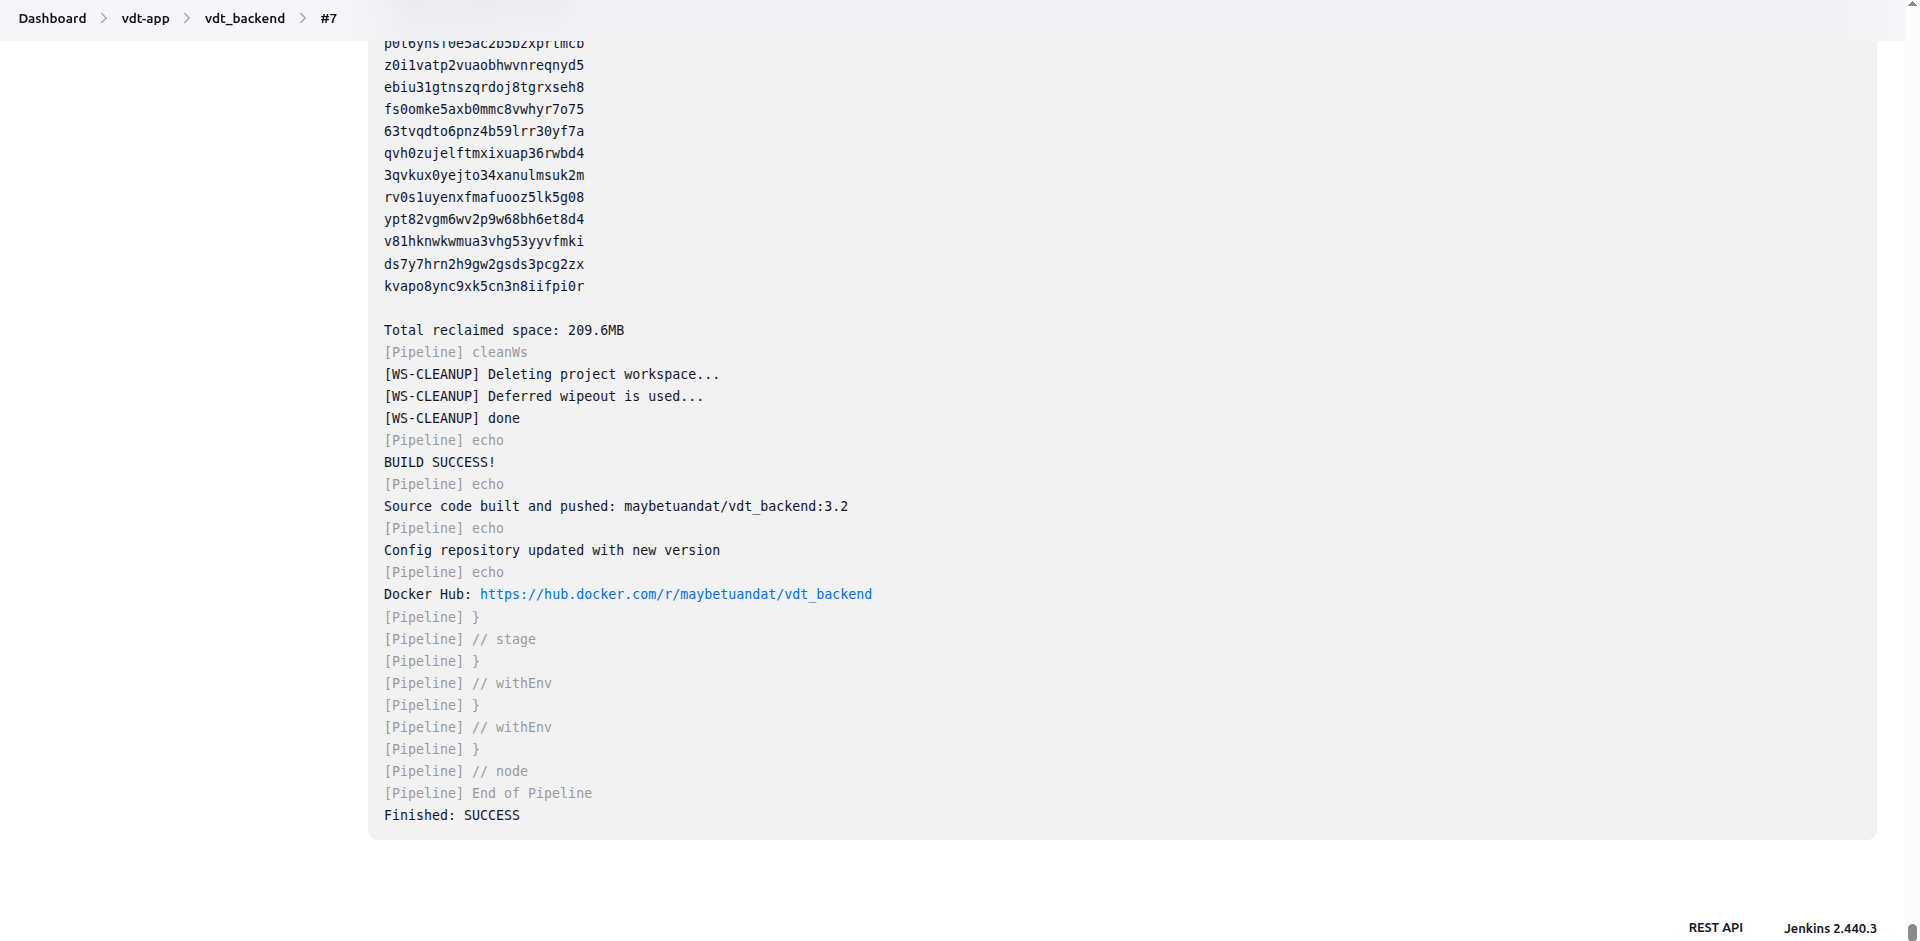 Dashboard > vdt-app > vdt_backend > #7
z0i1vatp2vuaobhwvnreqnyd5
ebiu31gtnszqrdoj8tgrxseh8
fs0omke5axb0mmc8vwhyr7o75
63tvqdto6pnz4b59lrr30yf7a
qvh0zujelftmxixuap36rwbd4
3qvkux0yejto34xanulmsuk2m
rv0s1uyenxfmafuooz5lk5g08
ypt82vgm6wv2p9w68bh6et8d4
v81hknwkwmua3vhg53yyvfmki
ds7y7hrn2h9gw2gsds3pcg2zx
kvapo8ync9xk5cn3n8iifpi0r
Total reclaimed space: 209.6MB
[Pipeline] cleanWs
[WS-CLEANUP] Deleting project workspace...
[WS-CLEANUP] Deferred wipeout is used...
[WS-CLEANUP] done
[Pipeline] echo
BUILD SUCCESS!
[Pipeline] echo
Source code built and pushed: maybetuandat/vdt_backend:3.2
[Pipeline] echo
Config repository updated with new version
[Pipeline] echo
Docker Hub: https://hub.docker.com/r/maybetuandat/vdt_backend
[Pipeline] }
[Pipeline] // stage
[Pipeline] }
[Pipeline] // withEnv
[Pipeline] }
[Pipeline] // withEnv
[Pipeline] }
[Pipeline] // node
[Pipeline] End of Pipeline
Finished: SUCCESS
REST API Jenkins 2.440.3